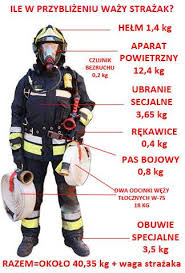 ILE W PRZYBLIŻENIU WAŻY STRAŻAK?
HEŁM 1,4 kg
APARAT
POWIETRZNY
12,4 kg
CZUJNIK
BEZRUCHU
0,2 kg
UBRANIE
SECJALNE
3,65 kg
RĘKAWICE
0,4 kg
PAS BOJOWY
0,8 kg
DWA ODCINKI WĘŻY
TŁOCZNYCH W-75
18 KG
OBUWIE
SPECJALNE
3,5 kg
RAZEM=OKOŁO 40,35 kg + waga strażaka